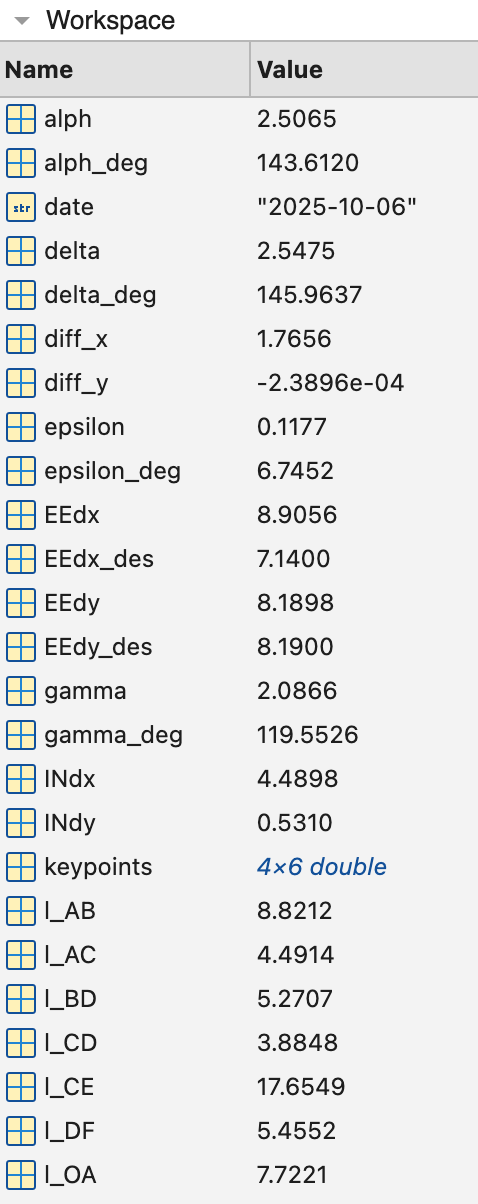 Workspace
Name Value
alph 2.5065
alph_deg 143.6120
str date "2025-10-06"
delta 2.5475
delta_deg 145.9637
diff_x 1.7656
diff_y -2.3896e-04
epsilon 0.1177
epsilon_deg 6.7452
EEdx 8.9056
EEdx_des 7.1400
EEdy 8.1898
EEdy_des 8.1900
gamma 2.0866
gamma_deg 119.5526
INdx 4.4898
INdy 0.5310
keypoints 4×6 double
l_AB 8.8212
l_AC 4.4914
l_BD 5.2707
l_CD 3.8848
l_CE 17.6549
l_DF 5.4552
l_OA 7.7221